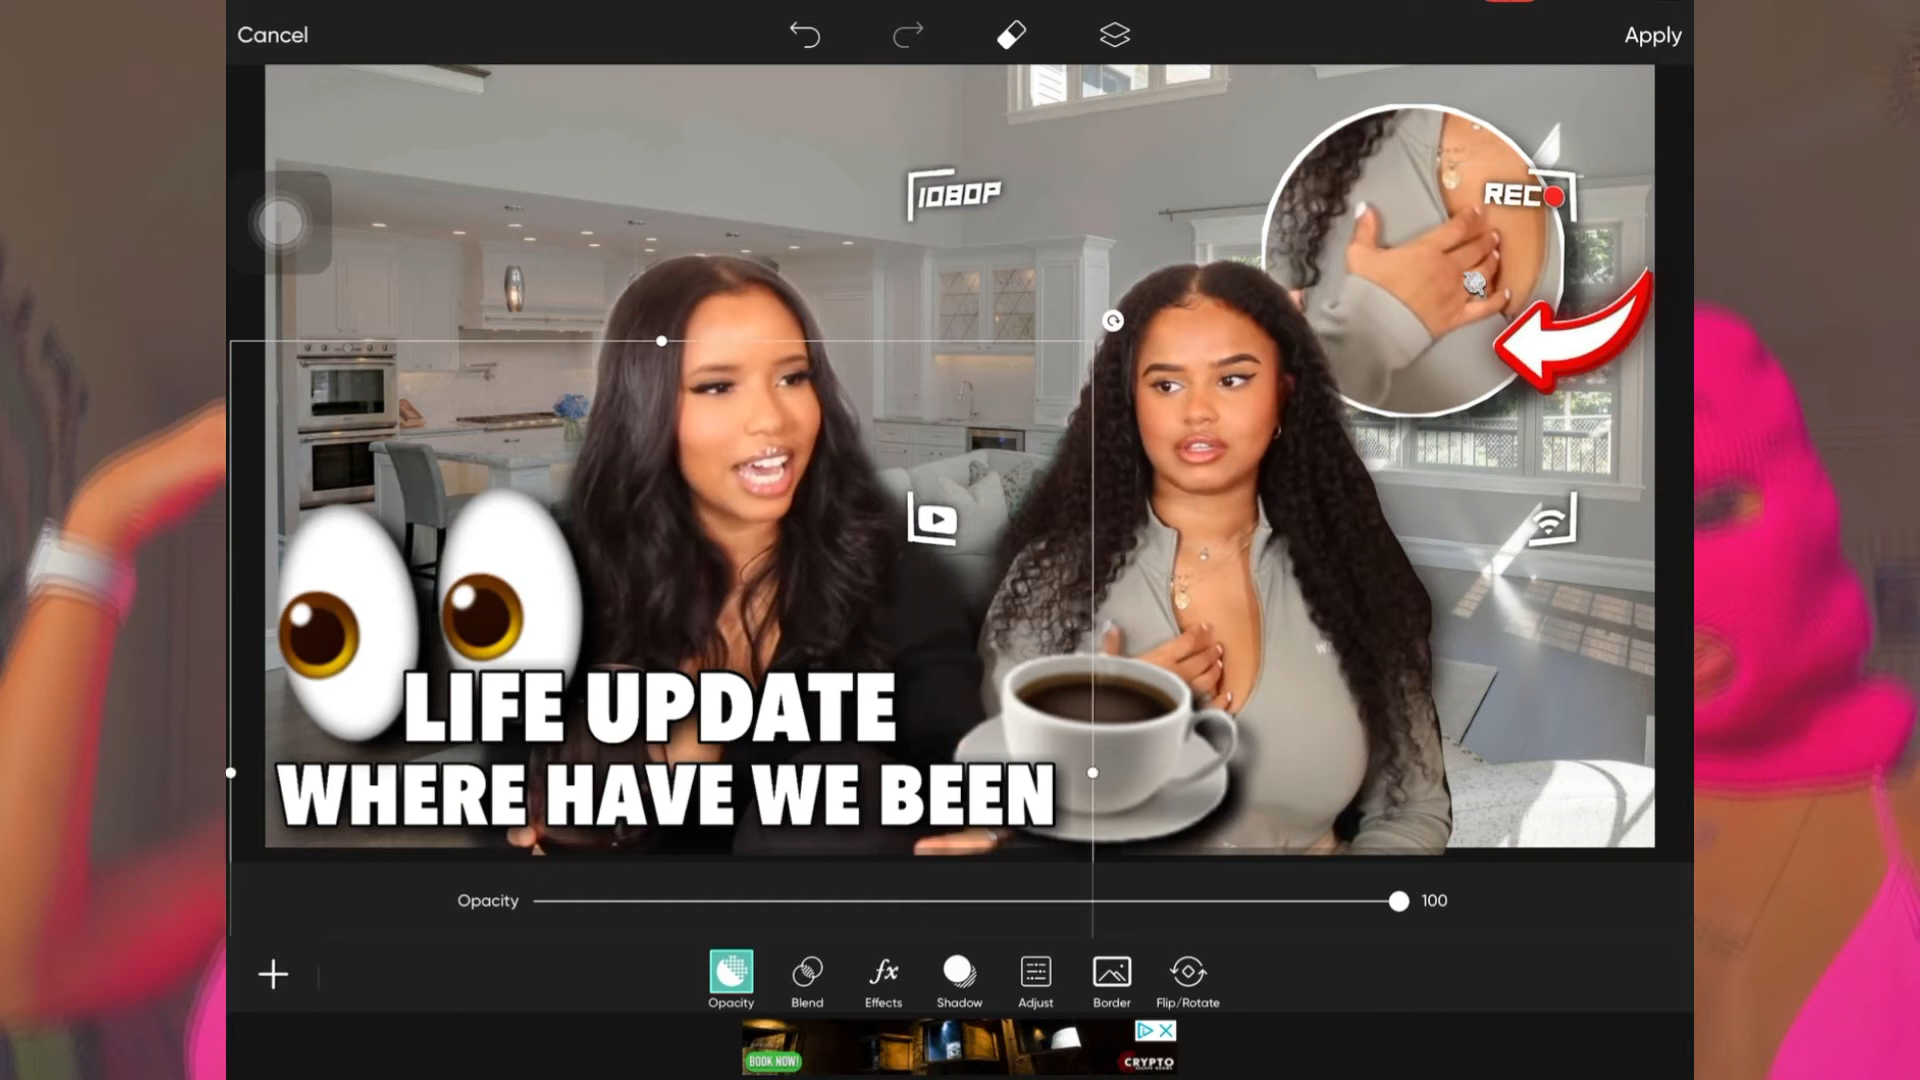 Cancel
Apply
1080P
REC
LIFE UPDATE
WHERE HAVE WE BEEN
Opacity
100
Opacity
Blend
fx
Effects
Shadow
Adjust
Border
Flip/Rotate
BOOK NOW!
CRYPTO